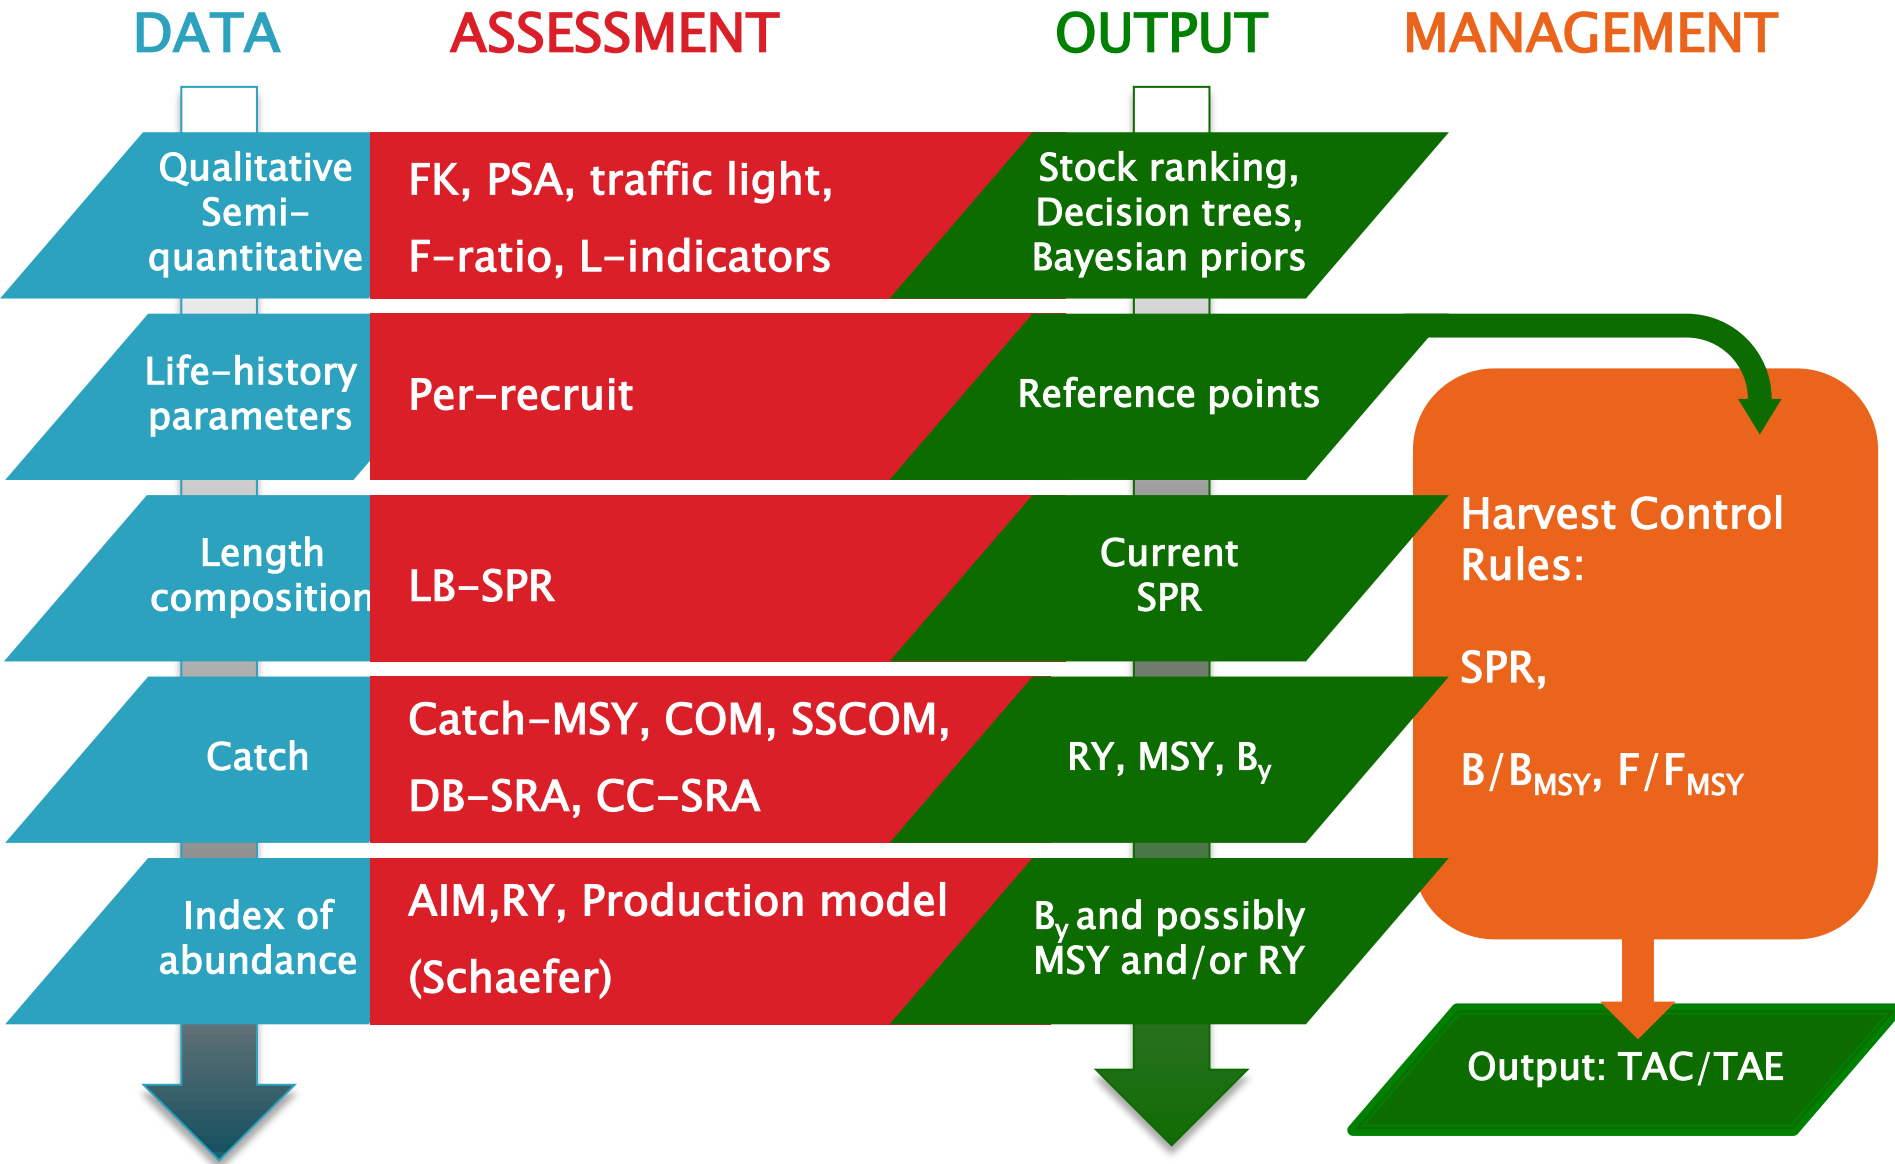 DATA
ASSESSMENT
OUTPUT
MANAGEMENT
Qualitative
Semi-
quantitative
FK, PSA, traffic light,
F-ratio, L-indicators
Stock ranking,
Decision trees,
Bayesian priors
Life-history
parameters
Per-recruit
Reference points
Length
composition
LB-SPR
Current
SPR
Catch
Catch-MSY, COM, SSCOM,
DB-SRA, CC-SRA
RY, MSY, By
Index of
abundance
AIM,RY, Production model
(Schaefer)
By and possibly
MSY and/or RY
Harvest Control
Rules:
SPR,
B/BMSY, F/FMSY
Output: TAC/TAE